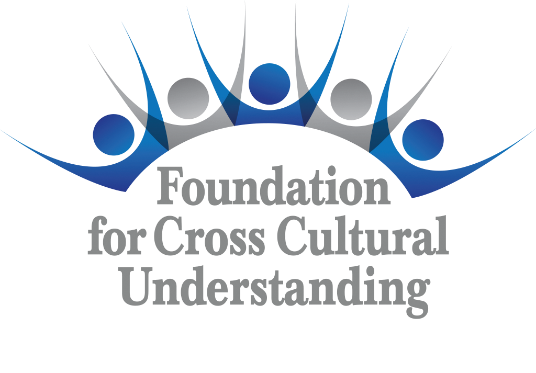 Foundation
for Cross Cultural
Understanding